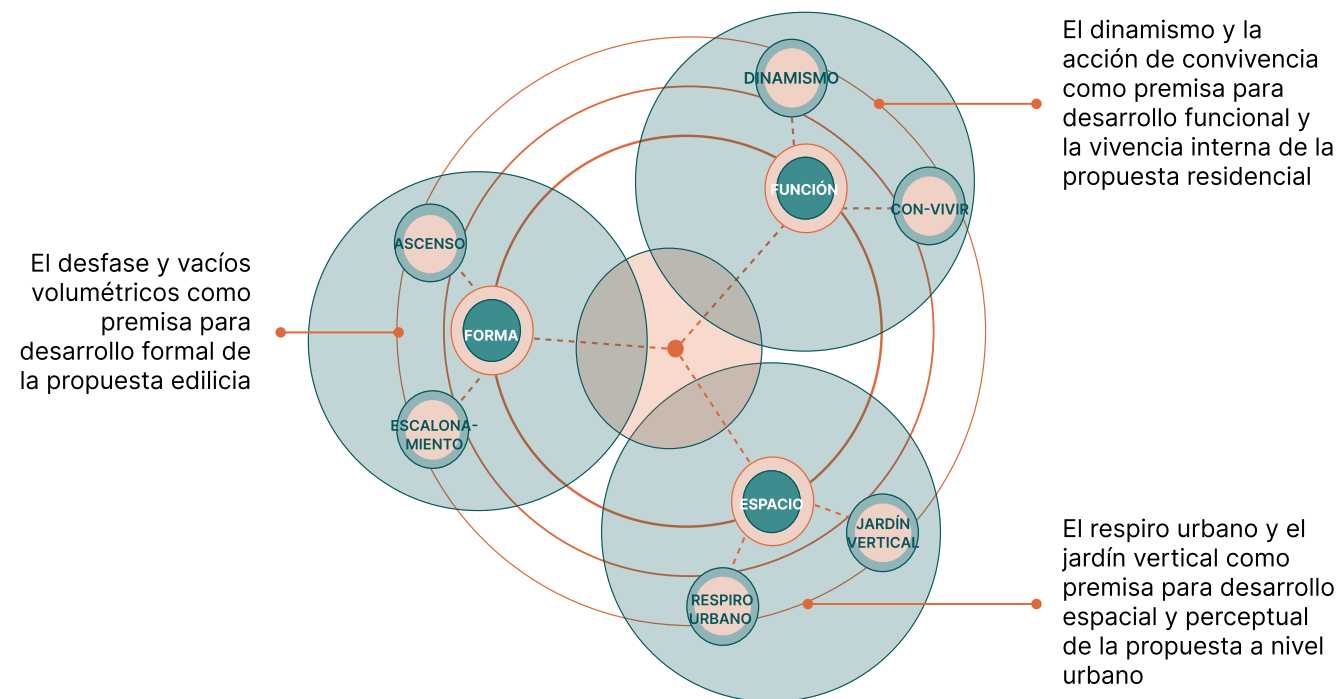 El dinamismo y la
acción de convivencia
como premisa para
desarrollo funcional y
la vivencia interna de la
propuesta residencial
DINAMISMO
FUNCIÓN
CON-VIVIR
ASCENSO
El desfase y vacíos
volumétricos como
premisa para
desarrollo formal de
la propuesta edilicia
FORMA
ESCALONA-
MIENTO
ESPACIO
JARDÍN
VERTICAL
RESPIRO
URBANO
El respiro urbano y el
jardín vertical como
premisa para desarrollo
espacial y perceptual
de la propuesta a nivel
urbano